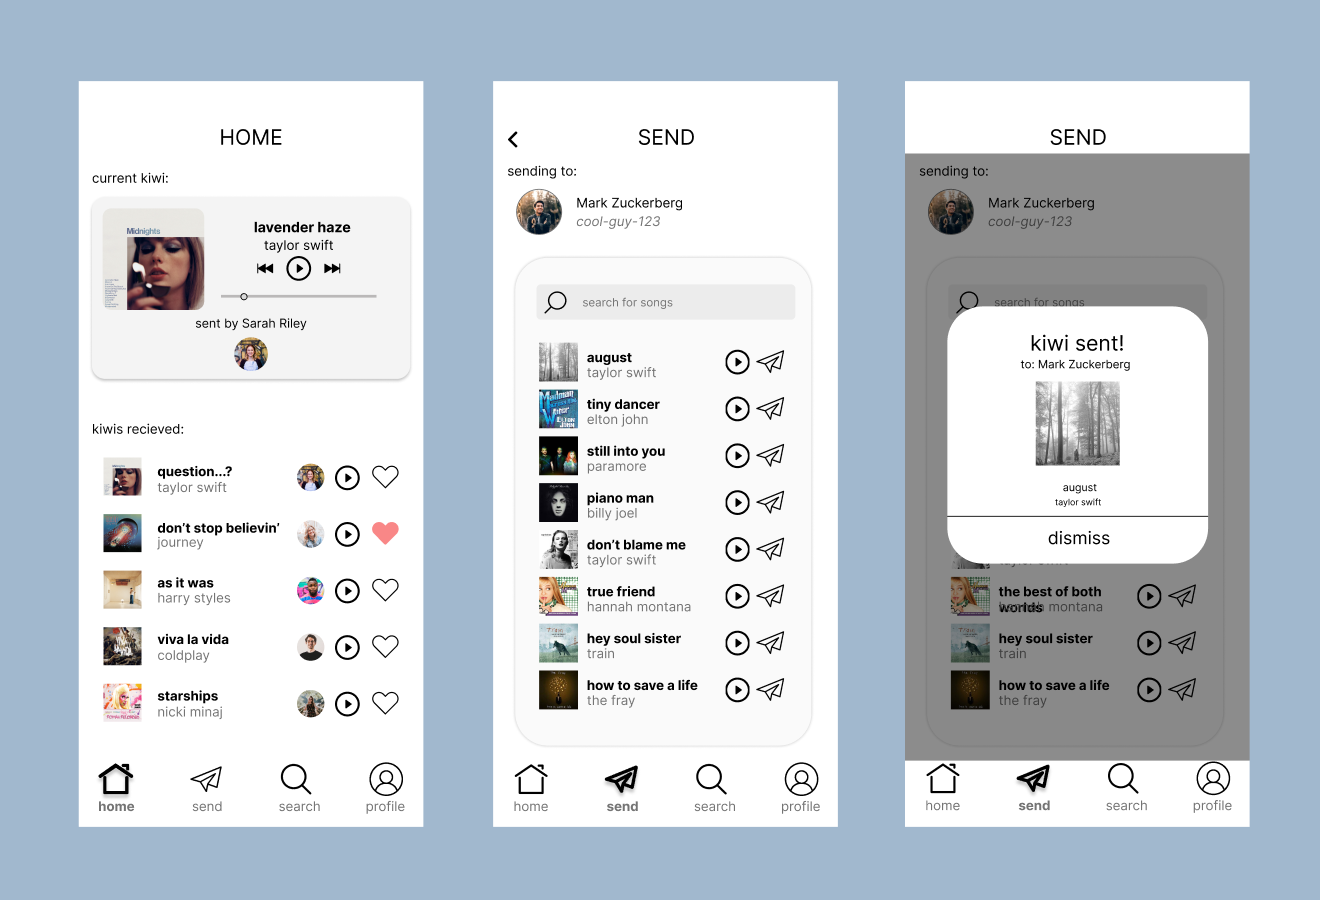 HOME
current kiwi:
Midnights
lavender haze
taylor swift
sent by Sarah Riley
kiwis recieved:
question...?
taylor swift
don't stop believin'
journey
as it was
harry styles
viva la vida
coldplay
starships
nicki minaj
home
send
search
profile
SEND
sending to:
Mark Zuckerberg
cool-guy-123
search for songs
august
taylor swift
tiny dancer
elton john
still into you
paramore
piano man
billy joel
don't blame me
taylor swift
true friend
hannah montana
hey soul sister
train
how to save a life
the fray
home
send
search
profile
SEND
sending to:
Mark Zuckerberg
cool-guy-123
search for songs
kiwi sent!
to: Mark Zuckerberg
august
taylor swift
dismiss
the best of both
worlds
hannah montana
hey soul sister
train
how to save a life
the fray
home
send
search
profile